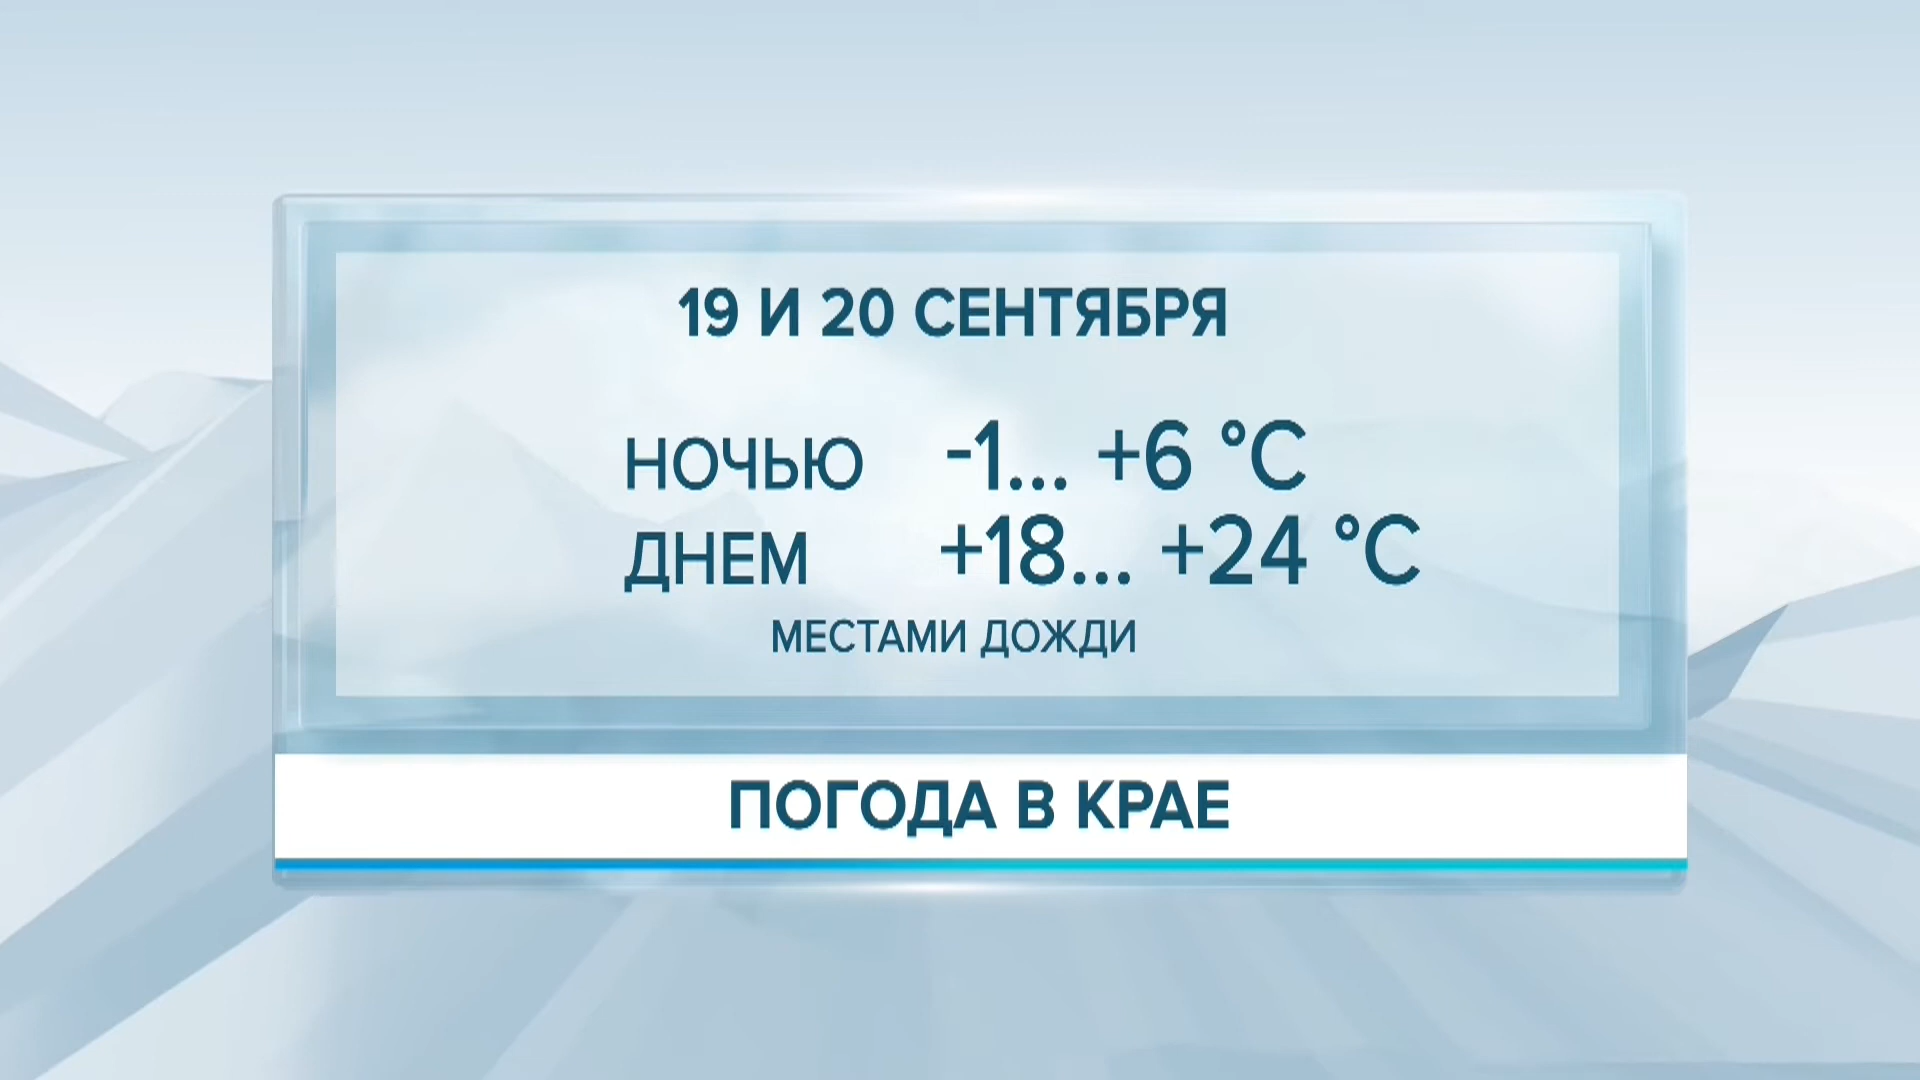 19 И 20 СЕНТЯБРЯ
НОЧЬЮ -1... +6 °C
ДНЕМ +18... +24 °C
МЕСТАМИ ДОЖДИ
ПОГОДА В КРАЕ